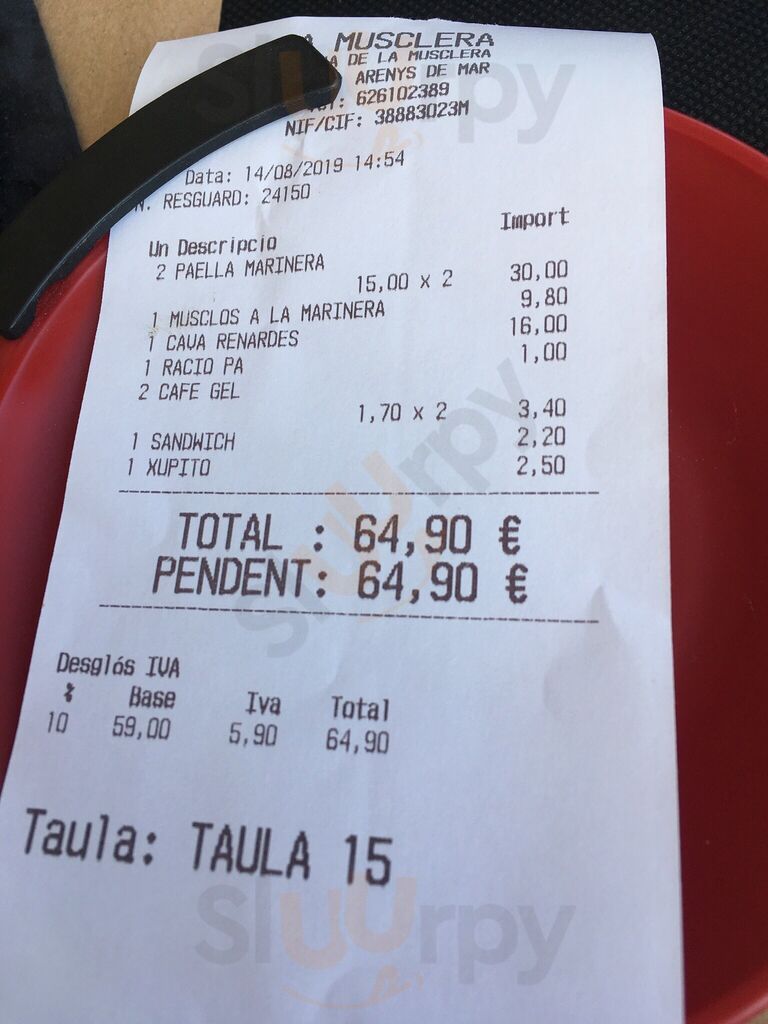 MUSCLERA
DE LA MUSCLERA
ARENYS DE MAR
626102389
NIF/CIF: 38883023M
Data: 14/08/2019 14:54
N. RESGUARD: 24150
Import
Un Descripcio
2 PAELLA MARINERA
15,00 x 2 30,00
1 MUSCLOS A LA MARINERA 9,80
1 CAVA RENARDES 16,00
1 RACIO PA 1,00
2 CAFE GEL
1,70 x 2 3,40
1 SANDWICH 2,20
1 XUPITO 2,50
TOTAL : 64,90 €
PENDENT: 64,90 €
Desglós IVA
% Base Iva Total
10 59,00 5,90 64,90
Taula: TAULA 15
Sluurpy
Sluurpy
Sluurpy